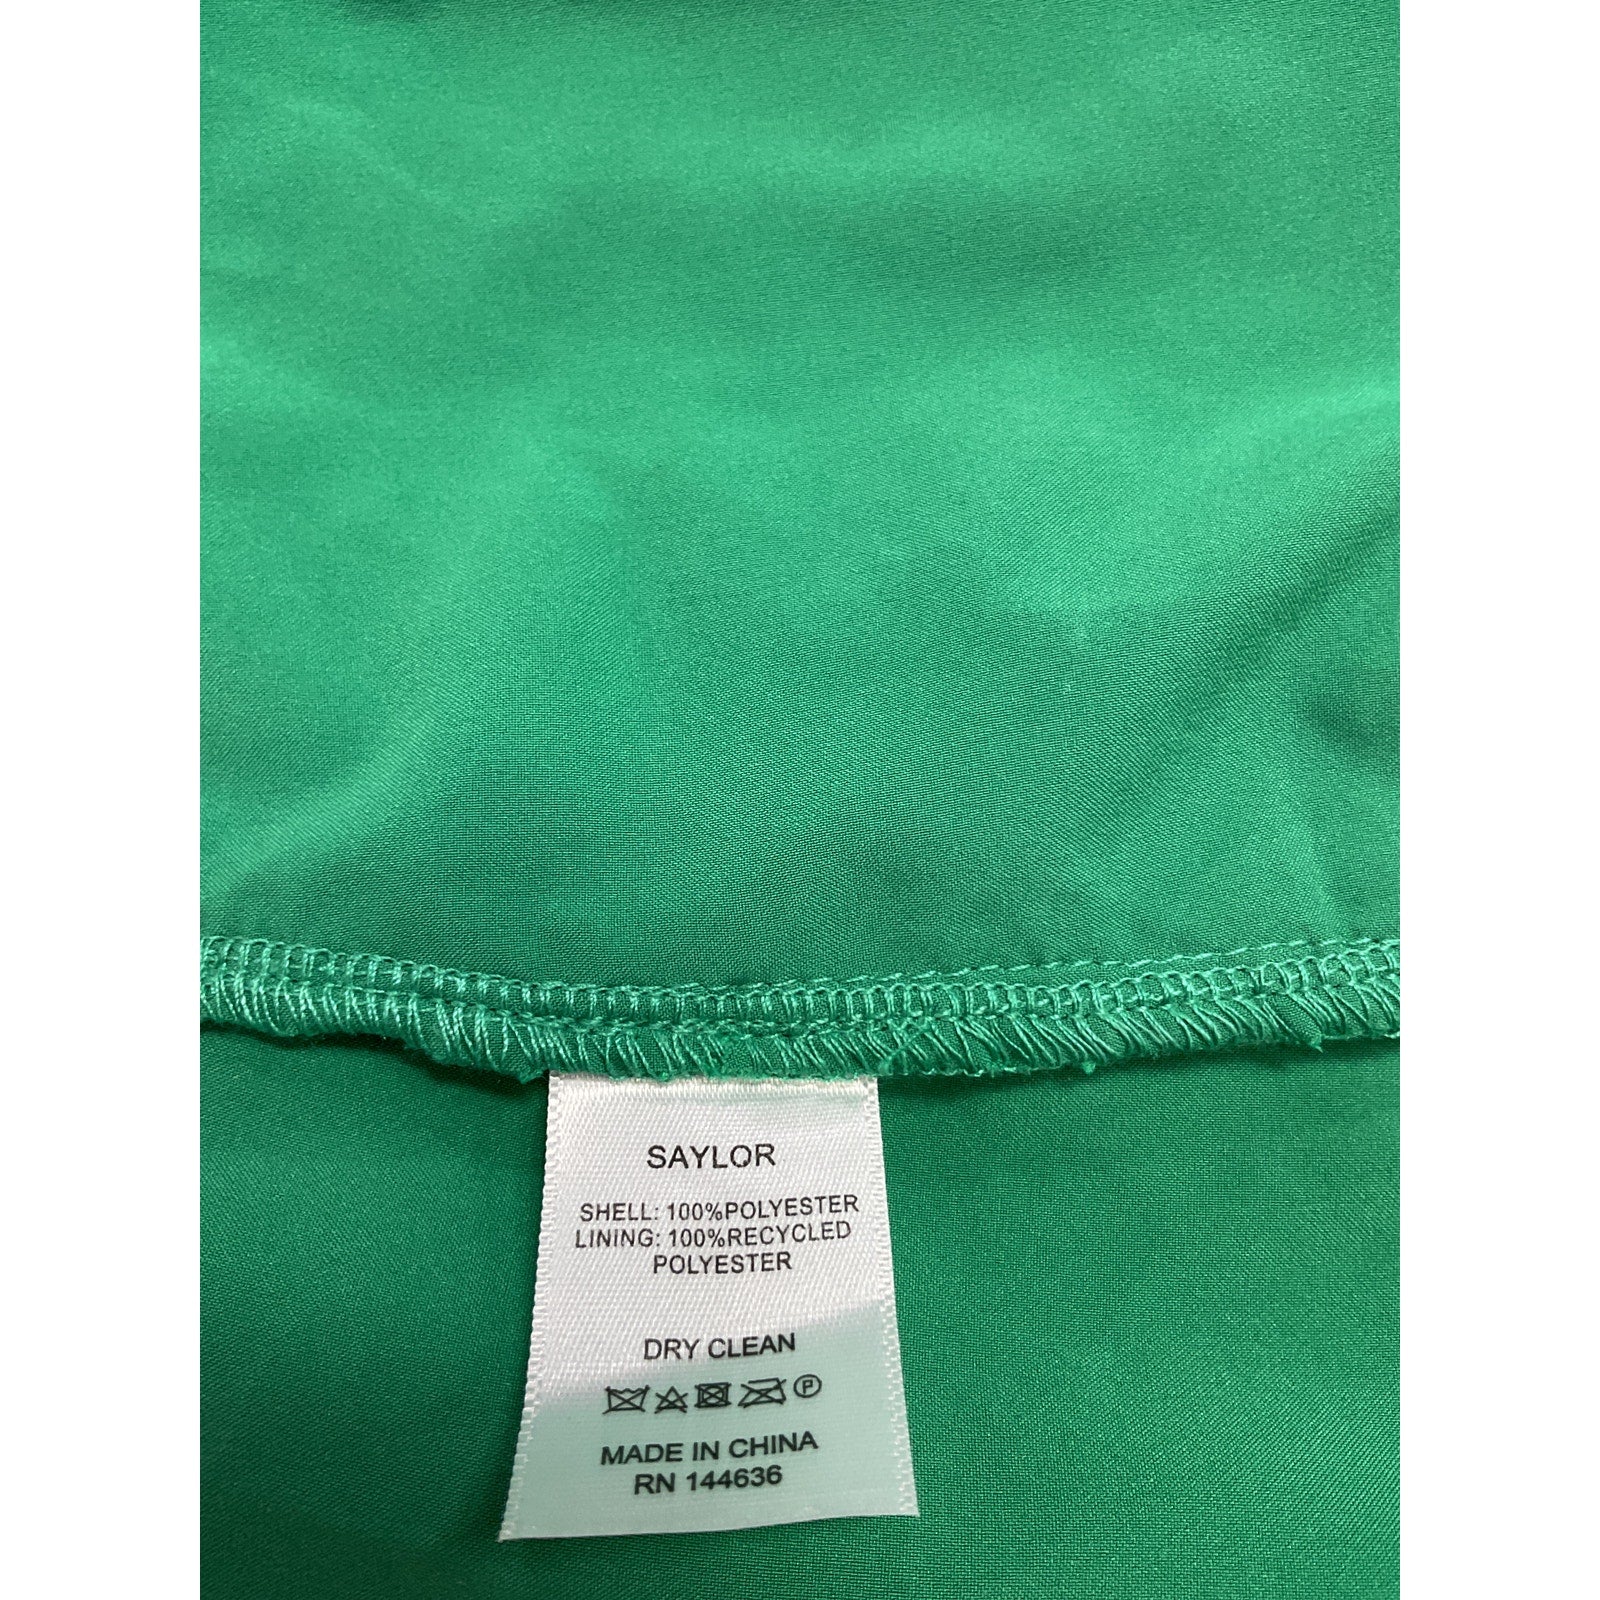 SAYLOR
SHELL: 100%POLYESTER
LINING: 100%RECYCLED
POLYESTER
DRY CLEAN
P
MADE IN CHINA
RN 144636